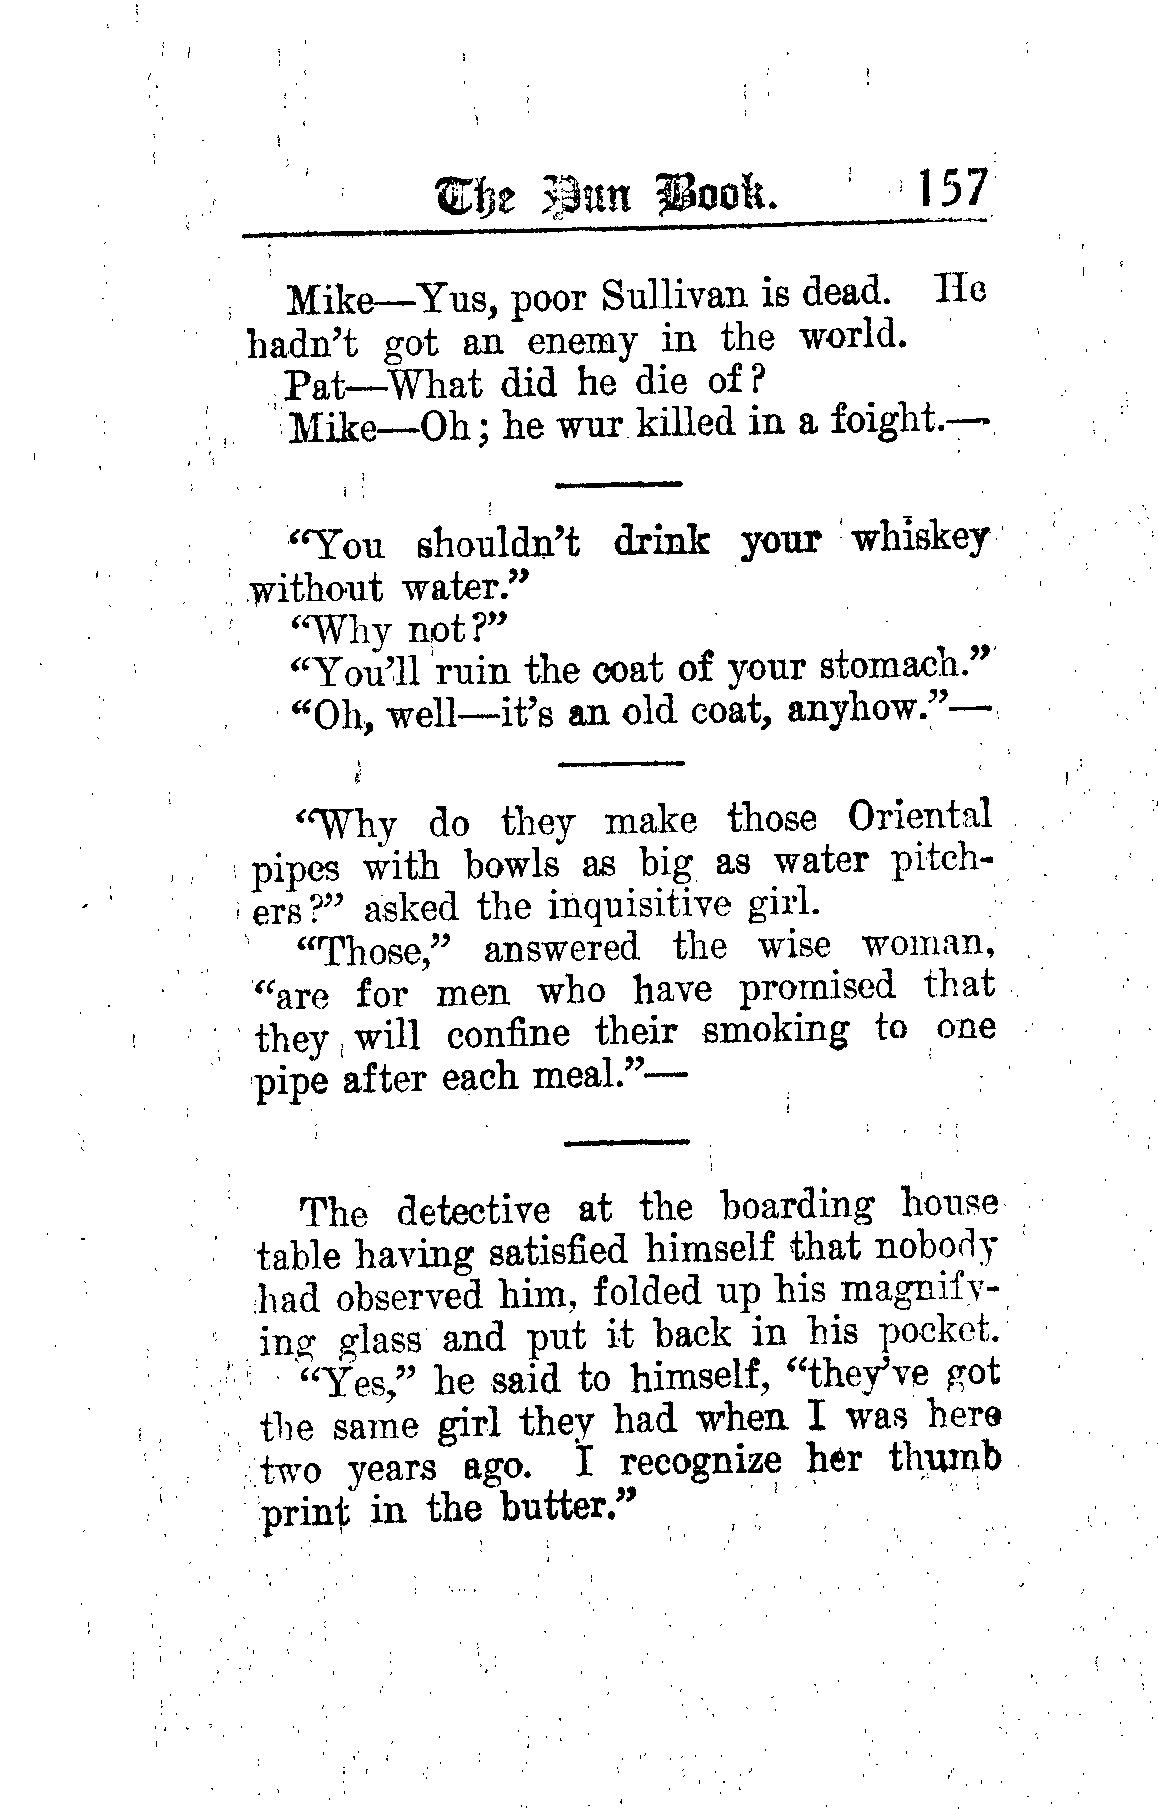 The Pun Book. 157
Mike—Yus, poor Sullivan is dead. He
hadn't got an enemy in the world.
Pat—What did he die of?
Mike—Oh; he wur killed in a foight.—
"You shouldn't drink your whiskey
without water."
"Why not?"
"You'll ruin the coat of your stomach."
"Oh, well—it's an old coat, anyhow."—
"Why do they make those Oriental
pipes with bowls as big as water pitch-
ers?" asked the inquisitive girl.
"Those," answered the wise woman,
"are for men who have promised that
they will confine their smoking to one
pipe after each meal."—
The detective at the boarding house
table having satisfied himself that nobody
had observed him, folded up his magnify-
ing glass and put it back in his pocket.
"Yes," he said to himself, "they've got
the same girl they had when I was here
two years ago. I recognize her thumb
print in the butter."